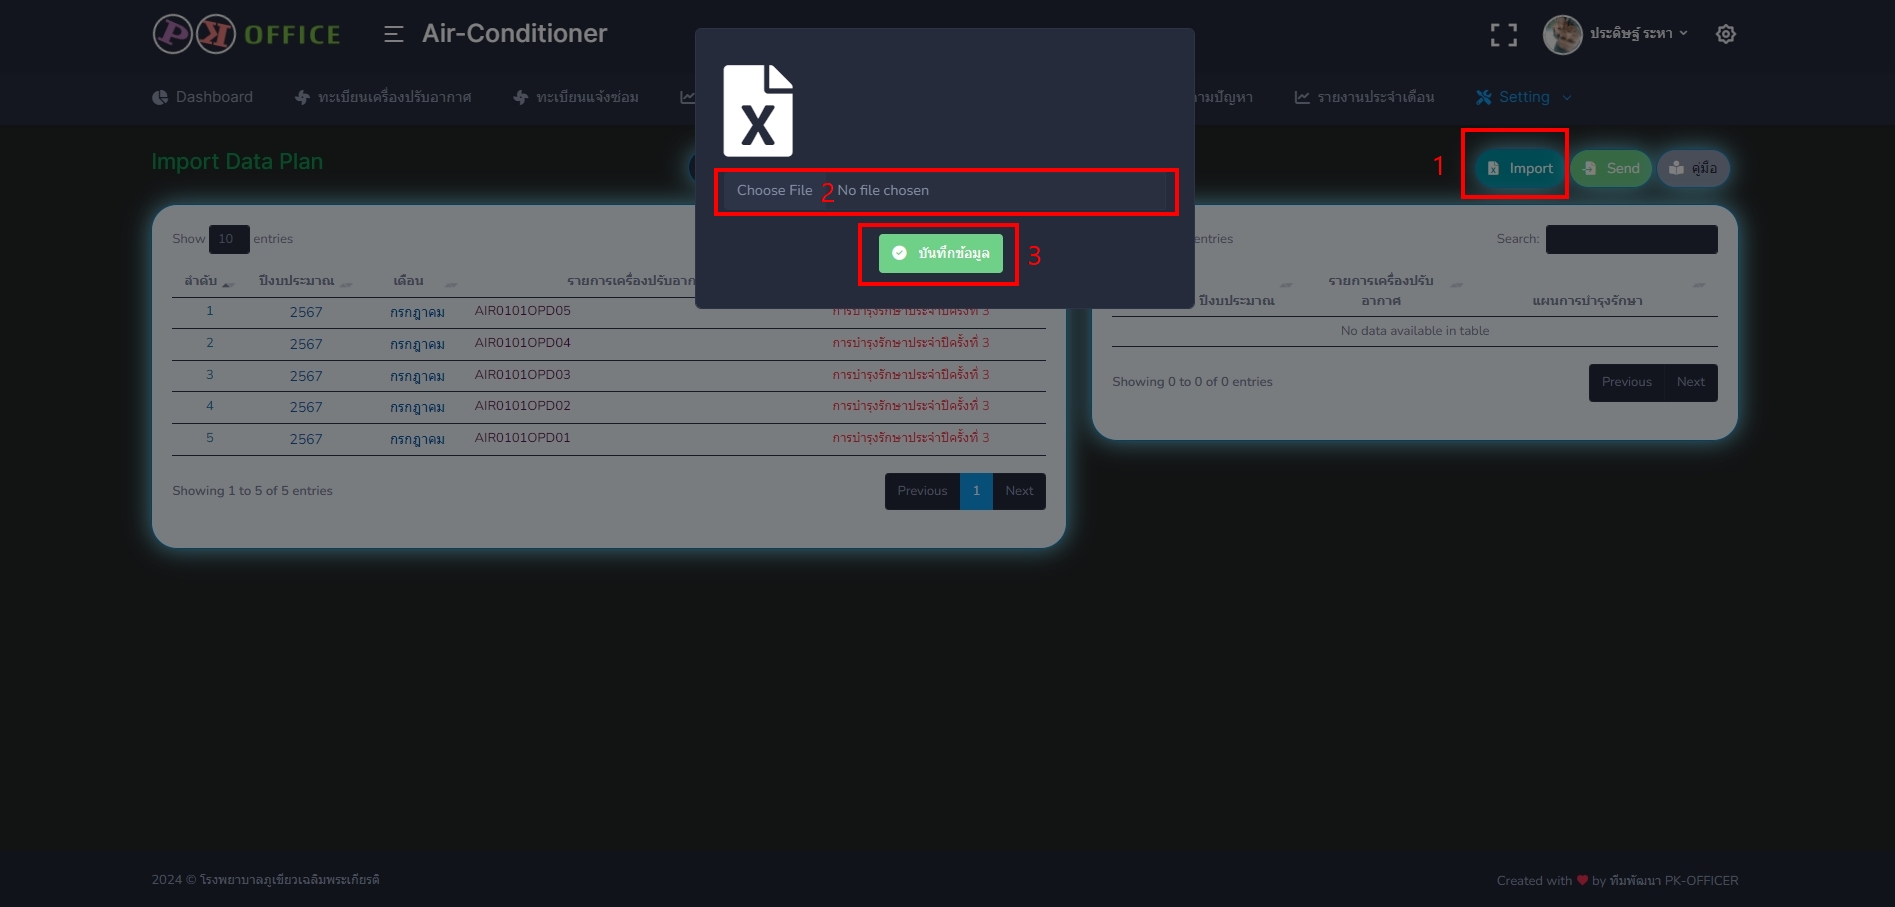 PK OFFICE
Air-Conditioner
ประดิษฐ์ ระหา
Dashboard
ทะเบียนเครื่องปรับอากาศ
ทะเบียนแจ้งซ่อม
ามปัญหา
รายงานประจำเดือน
Setting
Import Data Plan
X
Choose File 2 No file chosen
บันทึกข้อมูล 3
1 Import
Send
คู่มือ
Show 10 entries
ลำดับ ปีงบประมาณ เดือน รายการเครื่องปรับอาก
1 2567 กรกฎาคม AIR0101OPD05 การบำรุงรักษาประจำปีครั้งที่ 3
2 2567 กรกฎาคม AIR0101OPD04 การบำรุงรักษาประจำปีครั้งที่ 3
3 2567 กรกฎาคม AIR0101OPD03 การบำรุงรักษาประจำปีครั้งที่ 3
4 2567 กรกฎาคม AIR0101OPD02 การบำรุงรักษาประจำปีครั้งที่ 3
5 2567 กรกฎาคม AIR0101OPD01 การบำรุงรักษาประจำปีครั้งที่ 3
Showing 1 to 5 of 5 entries
Previous 1 Next
entries
Search:
ปีงบประมาณ
รายการเครื่องปรับ
อากาศ
แผนการบำรุงรักษา
No data available in table
Showing 0 to 0 of 0 entries
Previous Next
2024 © โรงพยาบาลภูเขียวเฉลิมพระเกียรติ
Created with ❤ by ทีมพัฒนา PK-OFFICER